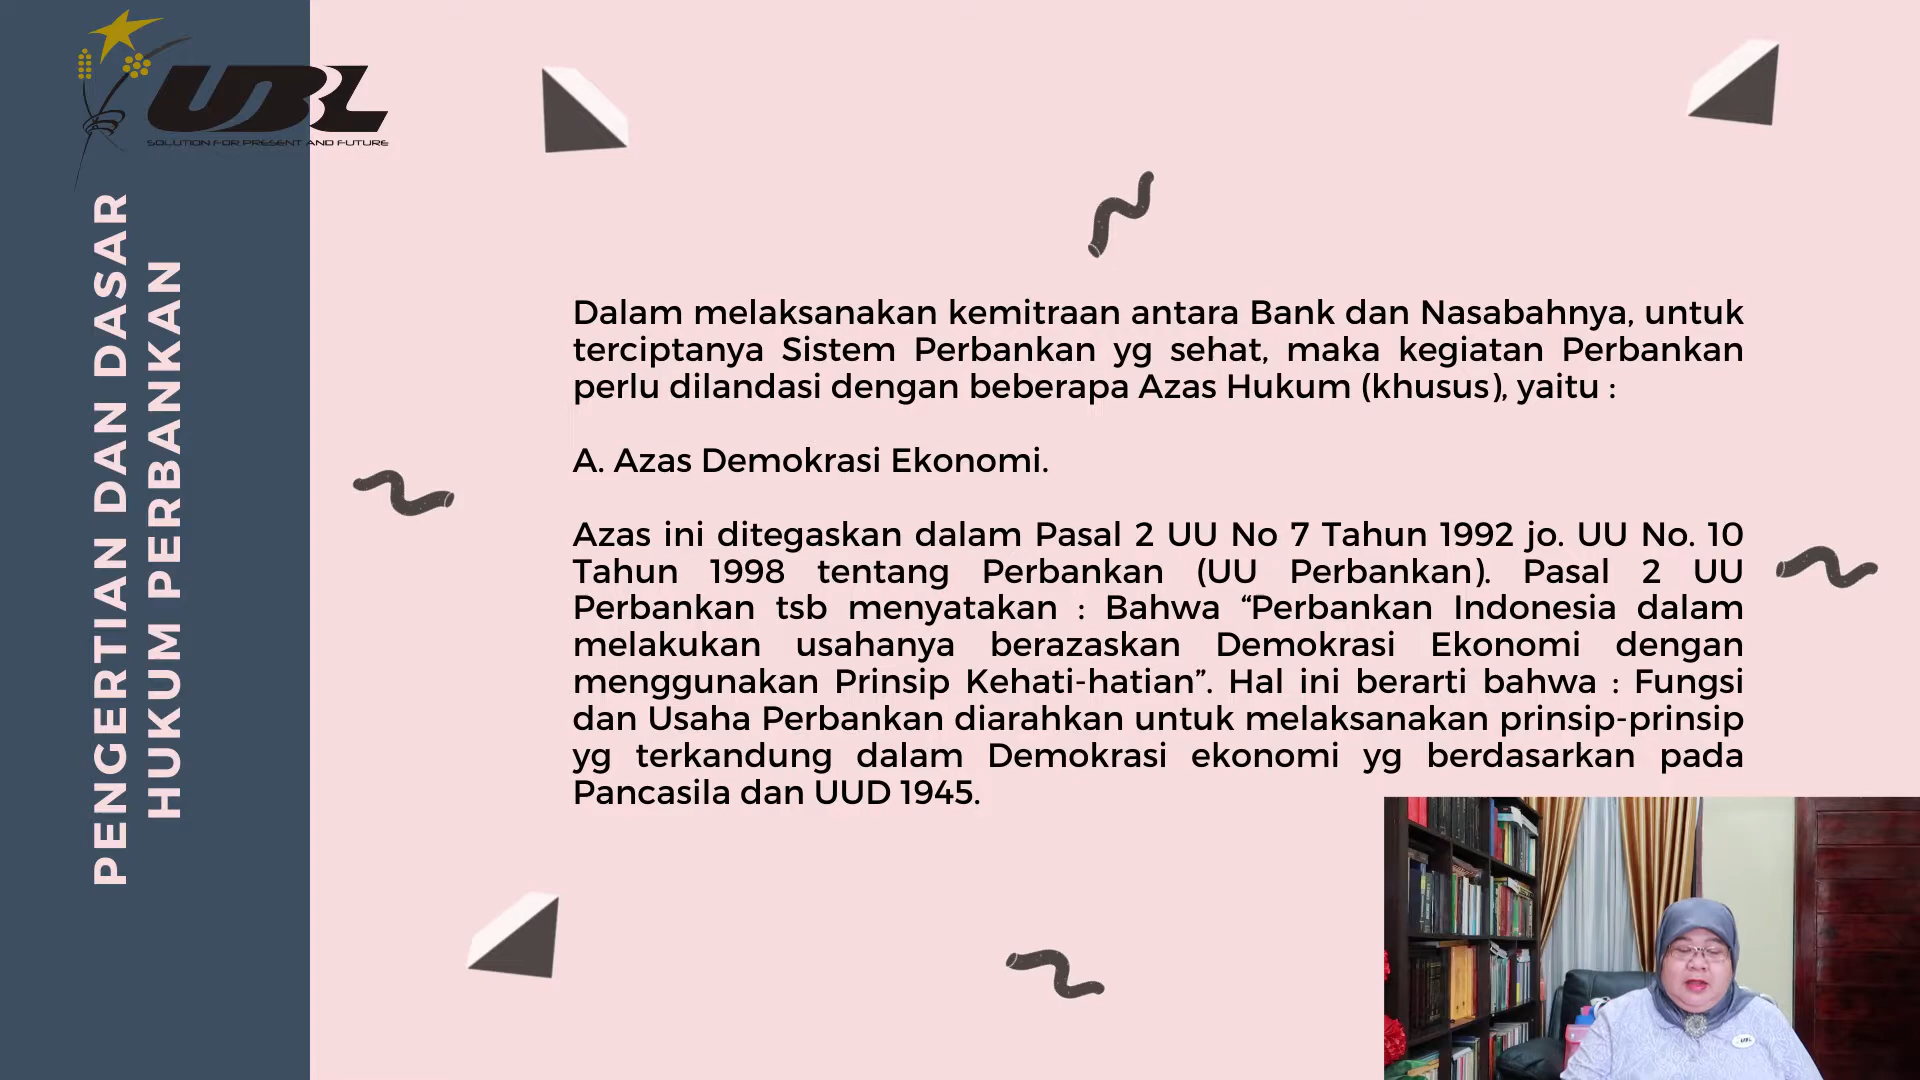 UBL
SOLUTION FOR PRESENT AND FUTURE
PENGERTIAN DAN DASAR
HUKUM PERBANKAN
Dalam melaksanakan kemitraan antara Bank dan Nasabahnya, untuk
terciptanya Sistem Perbankan yg sehat, maka kegiatan Perbankan
perlu dilandasi dengan beberapa Azas Hukum (khusus), yaitu :
A. Azas Demokrasi Ekonomi.
Azas ini ditegaskan dalam Pasal 2 UU No 7 Tahun 1992 jo. UU No. 10
Tahun 1998 tentang Perbankan (UU Perbankan). Pasal 2 UU
Perbankan tsb menyatakan : Bahwa “Perbankan Indonesia dalam
melakukan usahanya berazaskan Demokrasi Ekonomi dengan
menggunakan Prinsip Kehati-hatian”. Hal ini berarti bahwa : Fungsi
dan Usaha Perbankan diarahkan untuk melaksanakan prinsip-prinsip
yg terkandung dalam Demokrasi ekonomi yg berdasarkan pada
Pancasila dan UUD 1945.
UBL